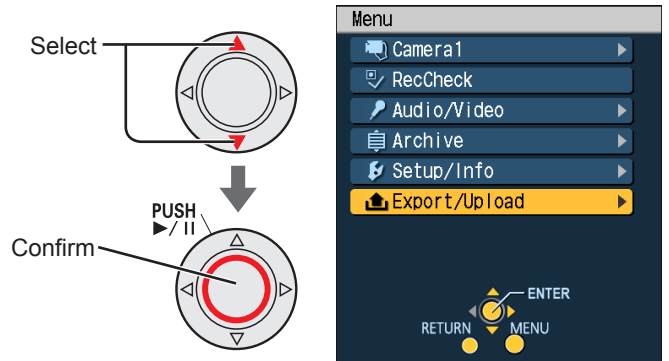 Select
PUSH
▶/II
Confirm
Menu
Camera1
RecCheck
Audio/Video
Archive
Setup/Info
Export/Upload
ENTER
RETURN
MENU